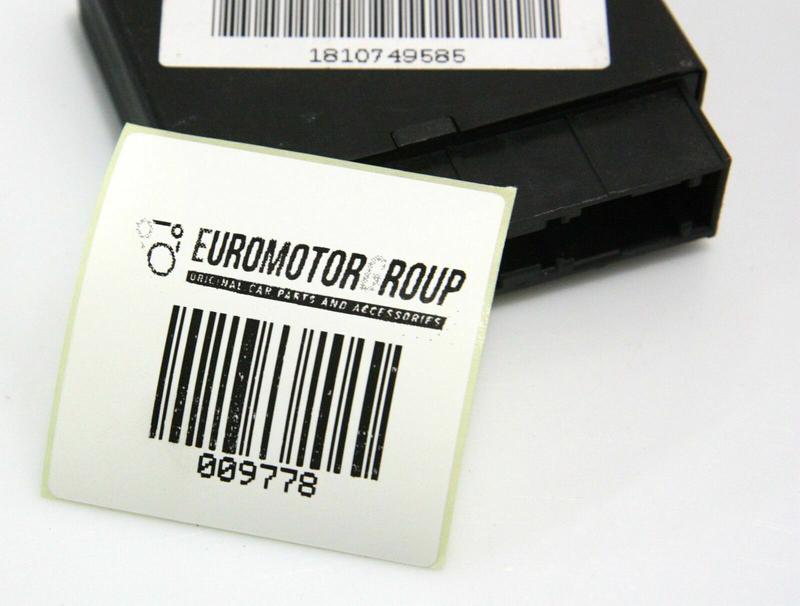 1810749585
EUROMOTORGROUP
ORIGINAL CAR PARTS AND ACCESSORIES
009778